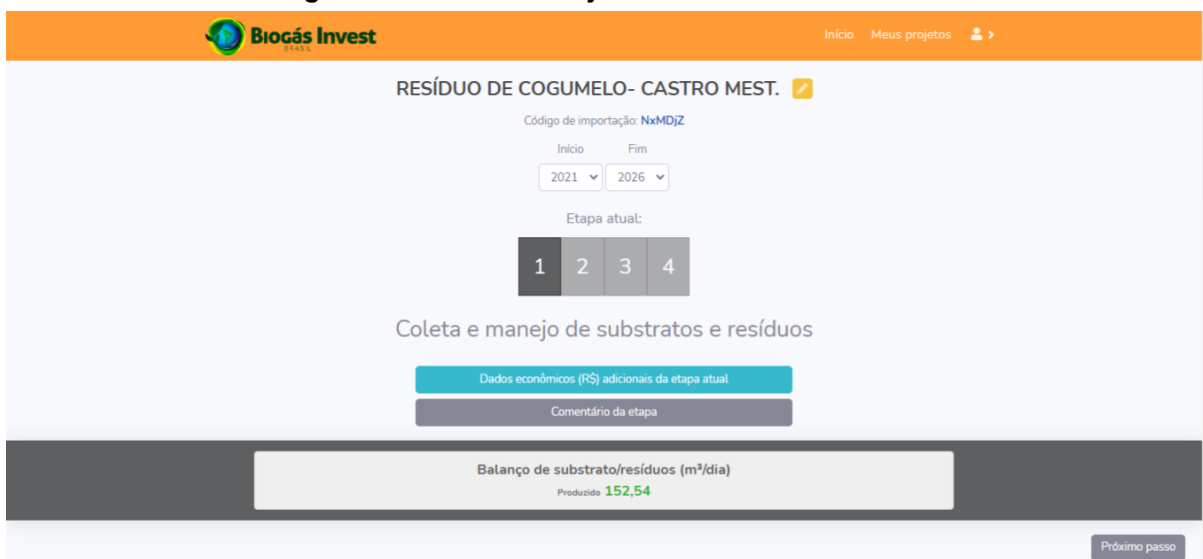 Biogás Invest
BRASIL
Início Meus projetos
RESÍDUO DE COGUMELO- CASTRO MEST.
Código de importação: NxMDjZ
Início Fim
2021 2026
Etapa atual:
1 2 3 4
Coleta e manejo de substratos e resíduos
Dados econômicos (R$) adicionais da etapa atual
Comentário da etapa
Balanço de substrato/resíduos (m³/dia)
Produzido 152,54
Próximo passo